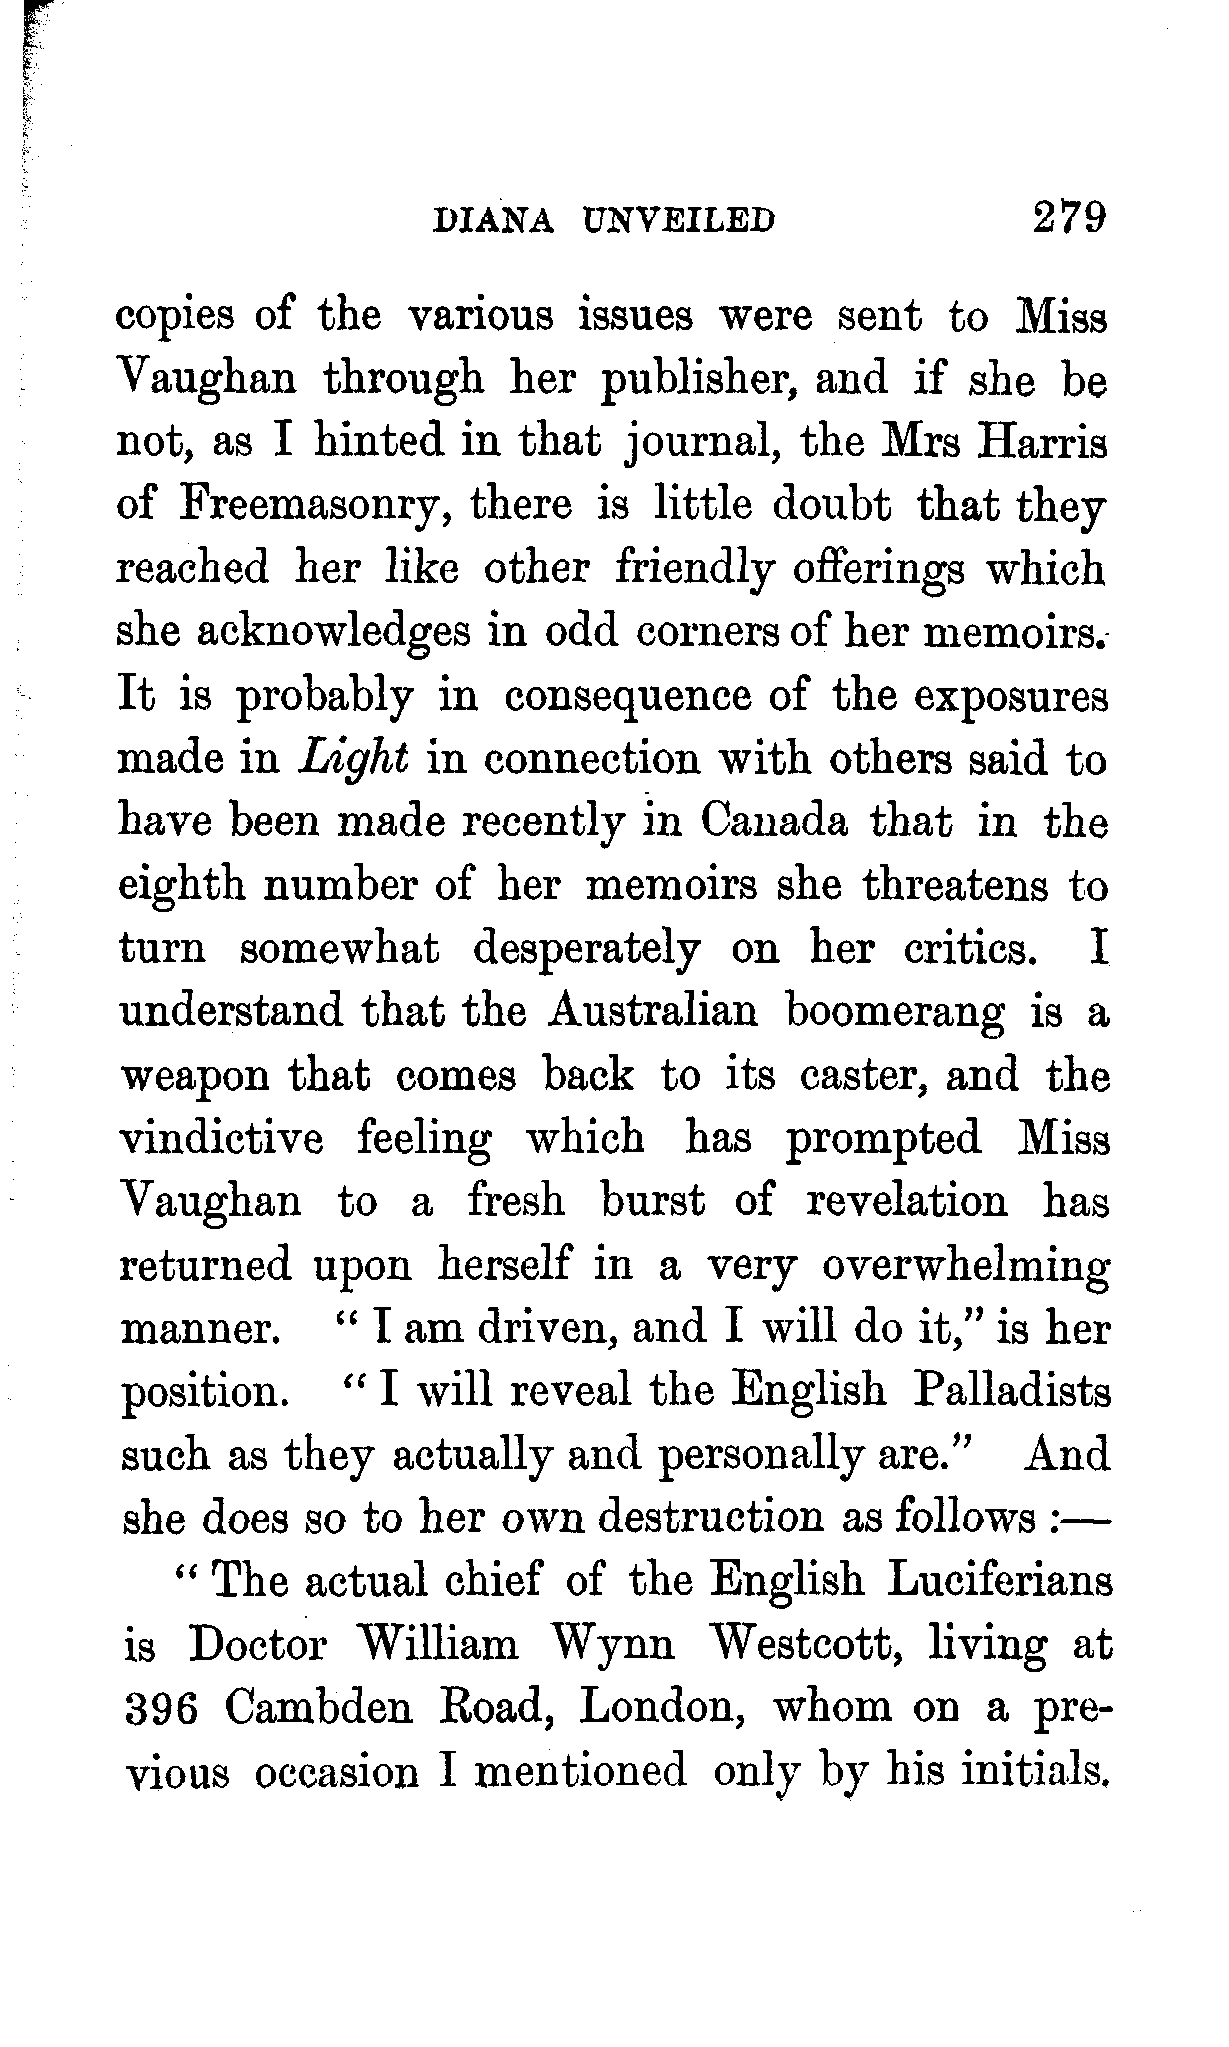 DIANA UNVEILED 279
copies of the various issues were sent to Miss
Vaughan through her publisher, and if she be
not, as I hinted in that journal, the Mrs Harris
of Freemasonry, there is little doubt that they
reached her like other friendly offerings which
she acknowledges in odd corners of her memoirs.
It is probably in consequence of the exposures
made in Light in connection with others said to
have been made recently in Canada that in the
eighth number of her memoirs she threatens to
turn somewhat desperately on her critics. I
understand that the Australian boomerang is a
weapon that comes back to its caster, and the
vindictive feeling which has prompted Miss
Vaughan to a fresh burst of revelation has
returned upon herself in a very overwhelming
manner. “ I am driven, and I will do it,” is her
position. “ I will reveal the English Palladists
such as they actually and personally are.” And
she does so to her own destruction as follows :—
“ The actual chief of the English Luciferians
is Doctor William Wynn Westcott, living at
396 Cambden Road, London, whom on a pre-
vious occasion I mentioned only by his initials.